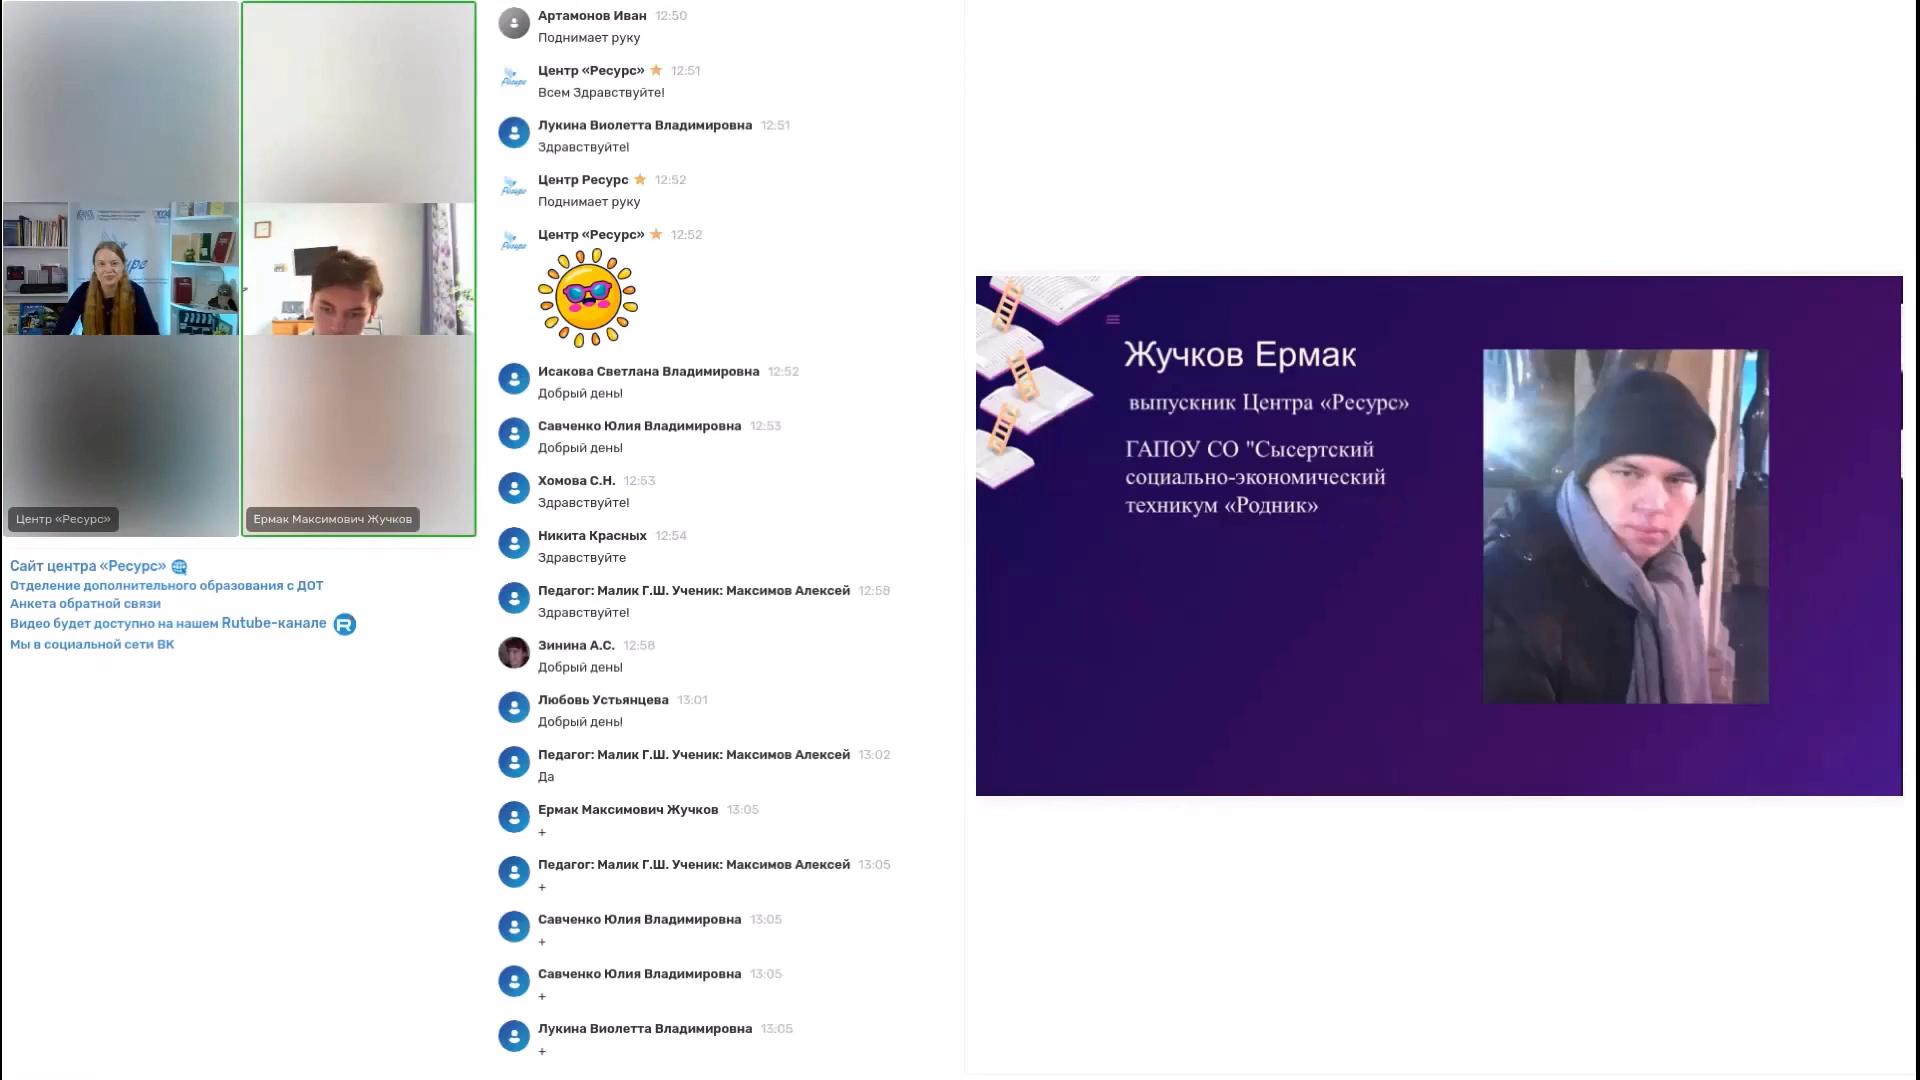 Центр «Ресурс»
Ермак Максимович Жучков
Сайт центра «Ресурс»
Отделение дополнительного образования с ДОТ
Анкета обратной связи
Видео будет доступно на нашем Rutube-канале
Мы в социальной сети ВК
Артамонов Иван 12:50
Поднимает руку
Центр «Ресурс» 12:51
Всем Здравствуйте!
Лукина Виолетта Владимировна 12:51
Здравствуйте!
Центр Ресурс 12:52
Поднимает руку
Центр «Ресурс» 12:52
Исакова Светлана Владимировна 12:52
Добрый день!
Савченко Юлия Владимировна 12:53
Добрый день!
Хомова С.Н. 12:53
Здравствуйте!
Никита Красных 12:54
Здравствуйте
Педагог: Малик Г.Ш. Ученик: Максимов Алексей 12:58
Здравствуйте!
Зинина А.С. 12:58
Добрый день!
Любовь Устьянцева 13:01
Добрый день!
Педагог: Малик Г.Ш. Ученик: Максимов Алексей 13:02
Да
Ермак Максимович Жучков 13:05
+
Педагог: Малик Г.Ш. Ученик: Максимов Алексей 13:05
+
Савченко Юлия Владимировна 13:05
+
Савченко Юлия Владимировна 13:05
+
Лукина Виолетта Владимировна 13:05
+
Жучков Ермак
выпускник Центра «Ресурс»
ГАПОУ СО "Сысертский
социально-экономический
техникум «Родник»